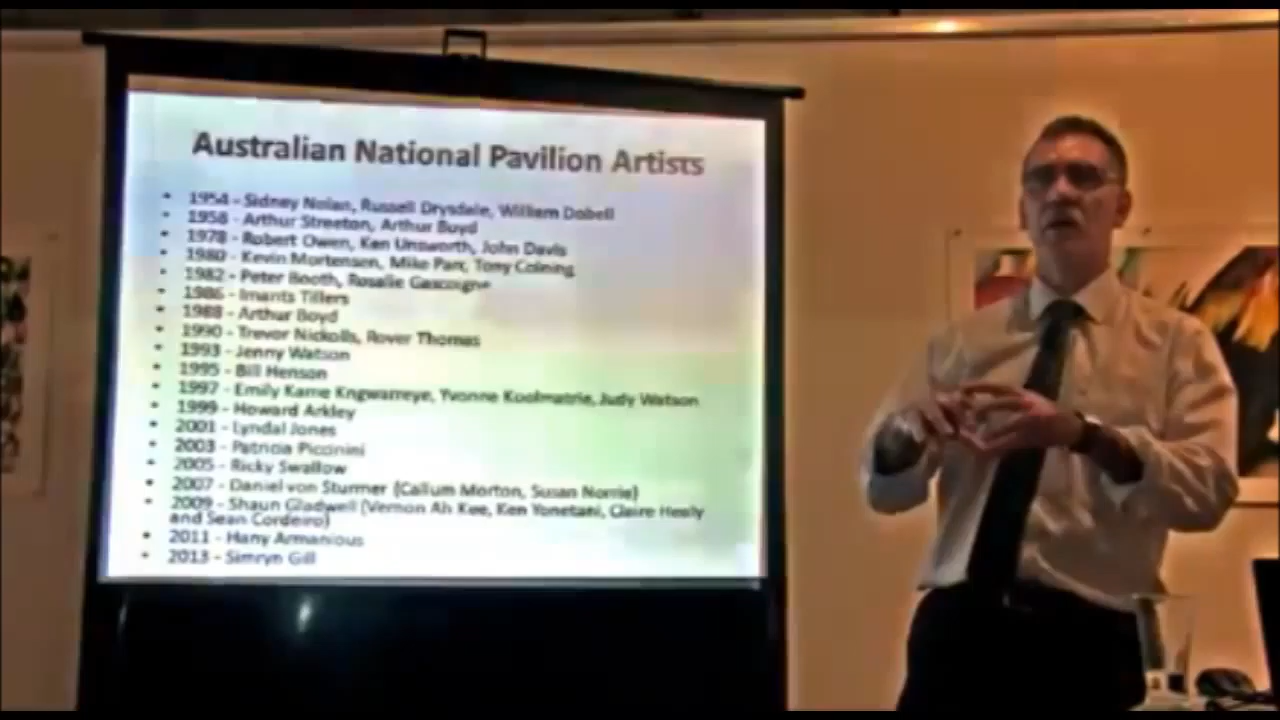 Australian National Pavilion Artists
• 1954 - Sidney Nolan, Russell Drysdale, William Dobell
• 1958 - Arthur Streeton, Arthur Boyd
• 1978 - Robert Owen, Ken Unsworth, John Davis
• 1980 - Kevin Mortensen, Mike Parr, Tony Coleing
• 1982 - Peter Booth, Rosalie Gascoigne
• 1986 - Imants Tillers
• 1988 - Arthur Boyd
• 1990 - Trevor Nickolls, Rover Thomas
• 1993 - Jenny Watson
• 1995 - Bill Henson
• 1997 - Emily Kame Kngwarreye, Yvonne Koolmatrie, Judy Watson
• 1999 - Howard Arkley
• 2001 - Lyndal Jones
• 2003 - Patricia Piccinini
• 2005 - Ricky Swallow
• 2007 - Daniel von Sturmer (Callum Morton, Susan Norrie)
• 2009 - Shaun Gladwell (Vernon Ah Kee, Ken Yonetani, Claire Healy
and Sean Cordeiro)
• 2011 - Hany Armanious
• 2013 - Simryn Gill